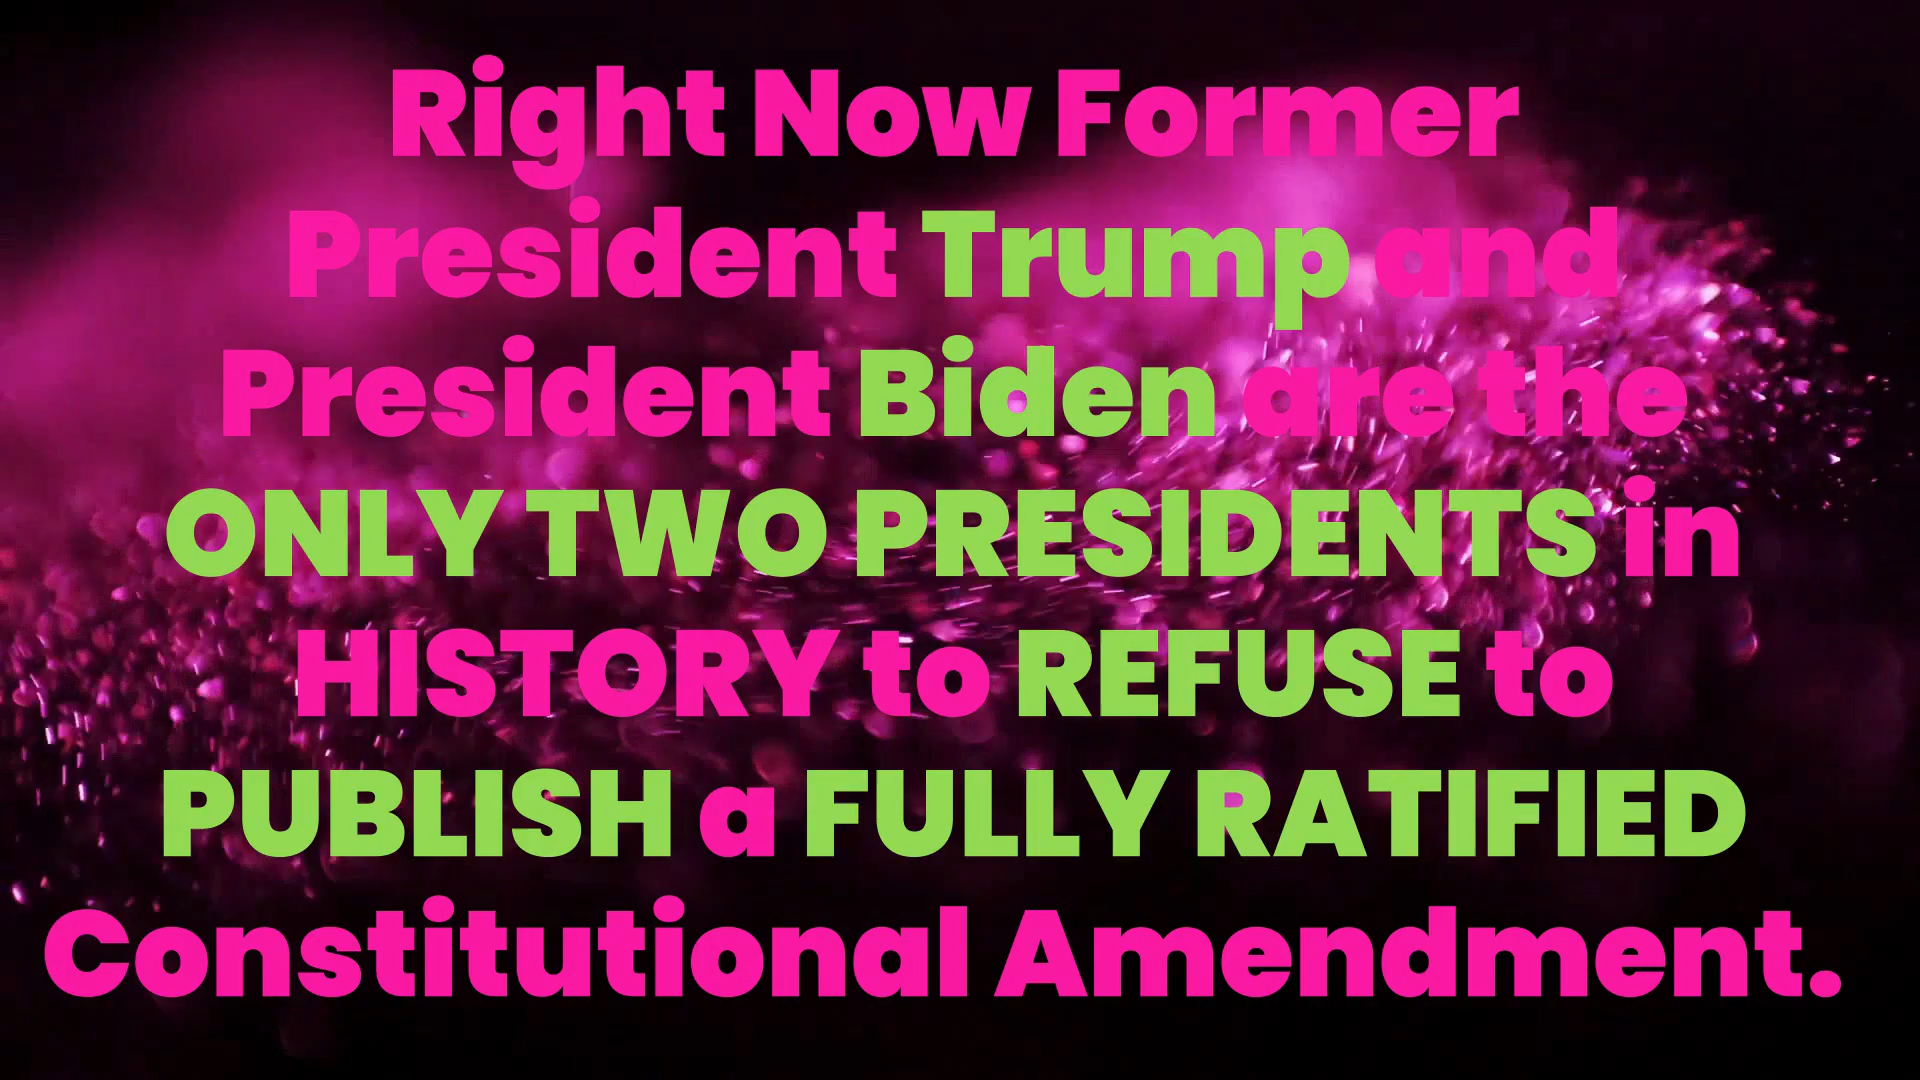 Right Now Former
President Trump and
President Biden are the
ONLY TWO PRESIDENTS in
HISTORY to REFUSE to
PUBLISH a FULLY RATIFIED
Constitutional Amendment.